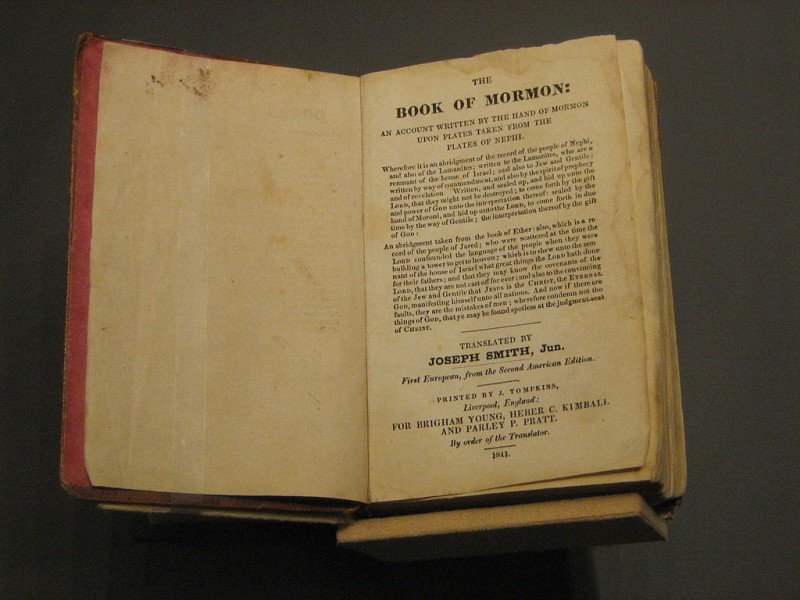 THE
BOOK OF MORMON:
AN ACCOUNT WRITTEN BY THE HAND OF MORMON
UPON PLATES TAKEN FROM THE
PLATES OF NEPHI.
Wherefore it is an abridgment of the record of the people of Nephi,
and also of the Lamanites; written to the Lamanites, who are a
remnant of the house of Israel; and also to Jew and Gentile:
written by way of commandment, and also by the spirit of prophecy
and of revelation. Written, and sealed up, and hid up unto the
LORD, that they might not be destroyed; to come forth by the gift
and power of GOD unto the interpretation thereof: sealed by the
hand of Moroni, and hid up unto the LORD, to come forth in due
time by the way of Gentile; the interpretation thereof by the gift
of GOD:
An abridgment taken from the book of Ether: also, which is a re
cord of the people of Jared; who were scattered at the time the
LORD confounded the language of the people when they were
building a tower to get to heaven; which is to shew unto the rem
nant of the house of Israel what great things the LORD hath done
for their fathers; and that they may know the covenants of the
LORD, that they are not cast off for ever; and also to the convincing
of the Jew and Gentile that JESUS is the CHRIST, the ETERNAL
GOD, manifesting himself unto all nations. And now if there are
faults, they are the mistakes of men; wherefore condemn not the
things of GOD, that ye may be found spotless at the judgment-seat
of CHRIST.
TRANSLATED BY
JOSEPH SMITH, Jun.
First European, from the Second American Edition.
PRINTED BY J. TOMPKINS,
Liverpool, England:
FOR BRIGHAM YOUNG, HEBER C. KIMBALL
AND PARLEY P. PRATT.
By order of the Translator.
1841.